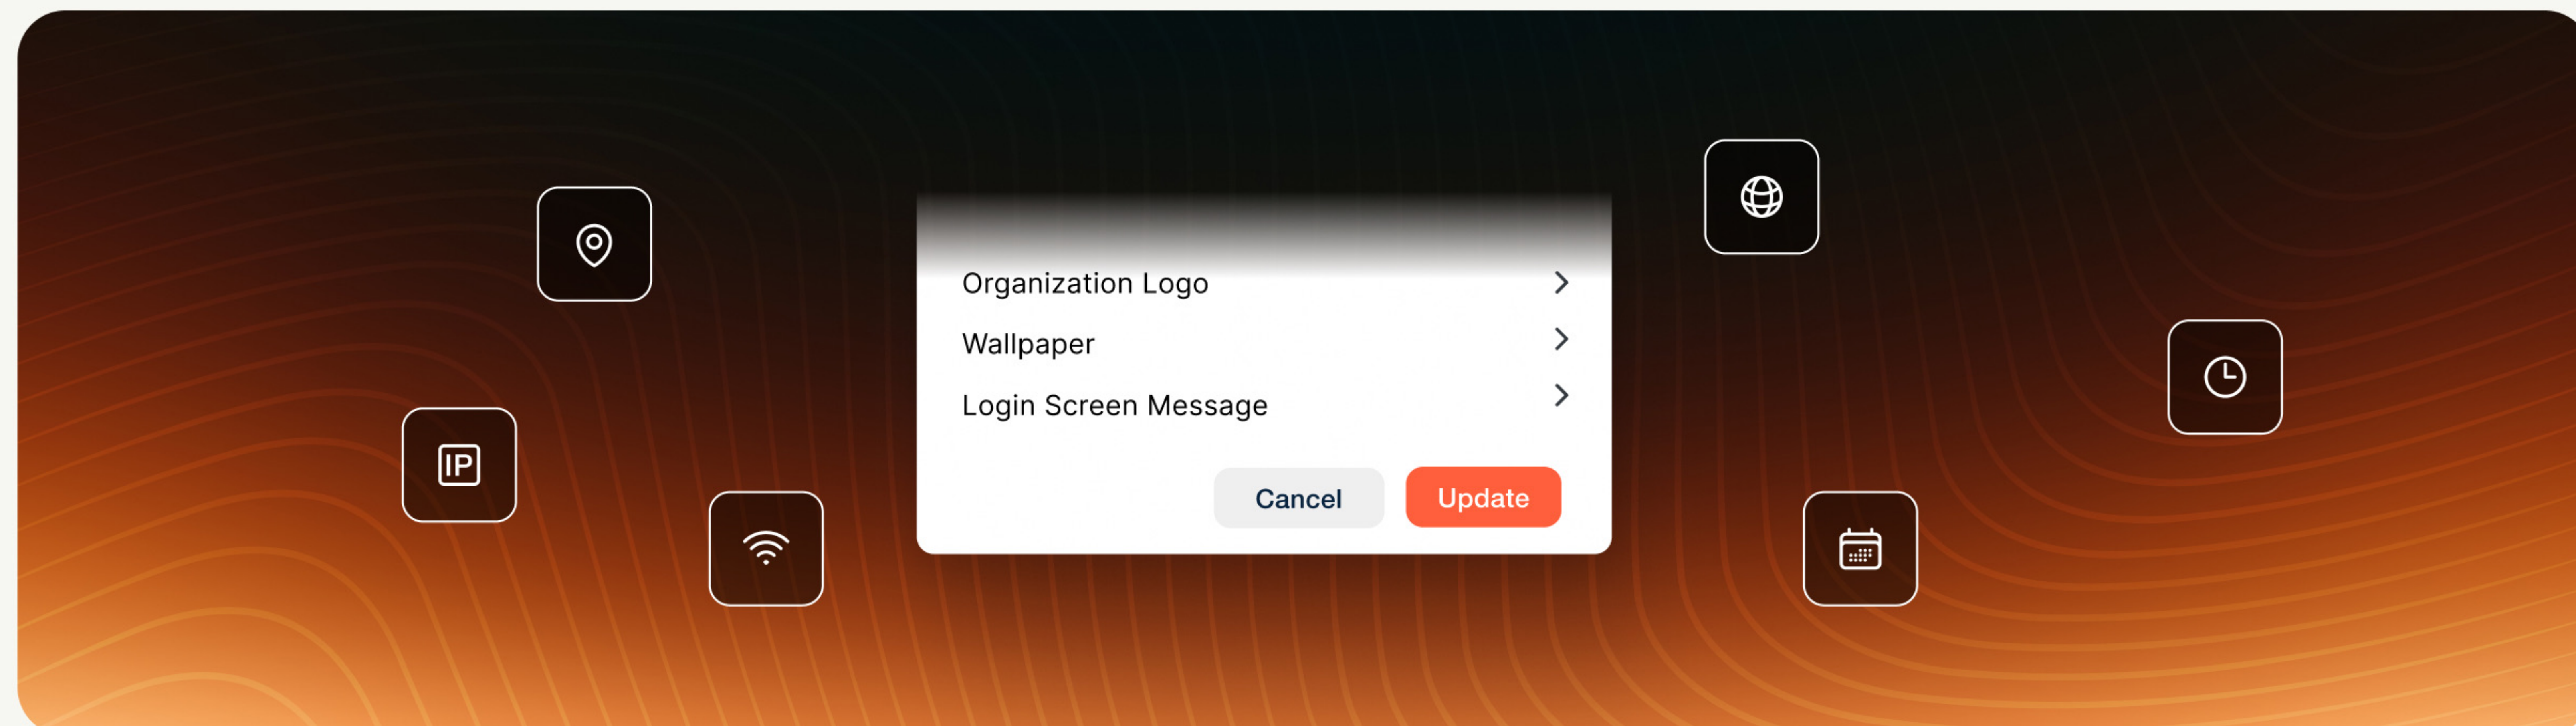 Organization Logo
Wallpaper
Login Screen Message
IP
Cancel
Update